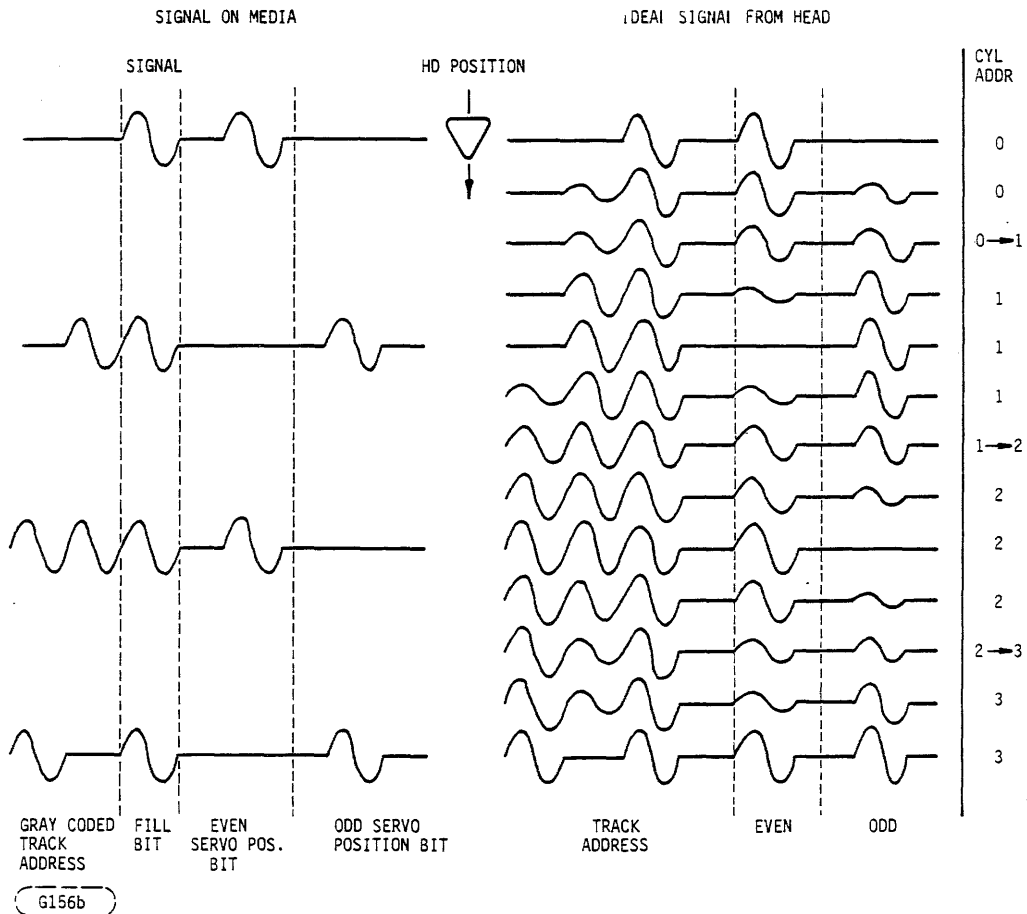 SIGNAL ON MEDIA
IDEAL SIGNAL FROM HEAD
SIGNAL
HD POSITION
CYL
ADDR
0
0
0→1
1
1
1
1→2
2
2
2
2→3
3
3
GRAY CODED
TRACK
ADDRESS
FILL
BIT
EVEN
SERVO POS.
BIT
ODD SERVO
POSITION BIT
TRACK
ADDRESS
EVEN
ODD
G156b